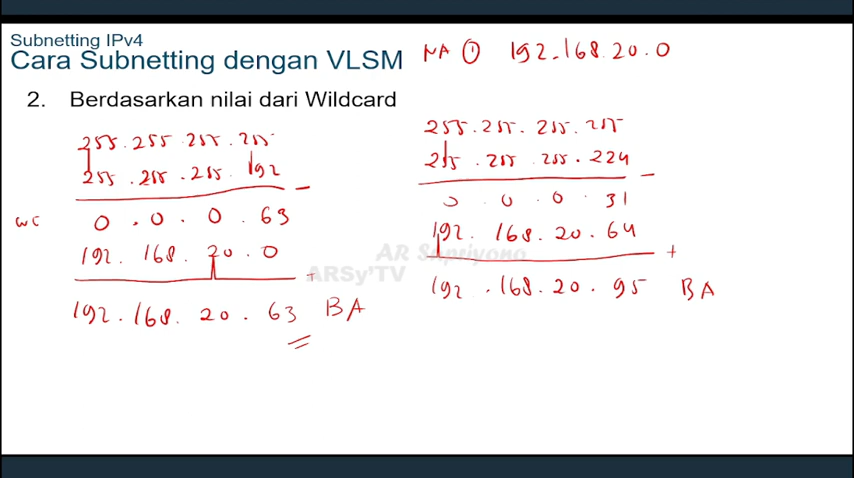 Subnetting IPv4
Cara Subnetting dengan VLSM
NA ① 192.168.20.0
2. Berdasarkan nilai dari Wildcard
255.255.255.255
255.255.255.192 -
WC 0.0.0.63
192.168.20.0 +
192.168.20.63 BA
255.255.255.255
255.255.255.224 -
0 0 0.31
192.168.20.64 +
192.168.20.95 BA
AR Sapriyono
ARSy'TV